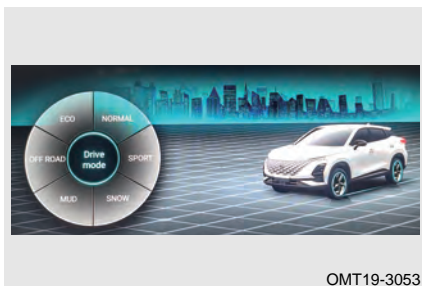 ECO
NORMAL
OFF ROAD
Drive
mode
SPORT
MUD
SNOW
OMT19-3053